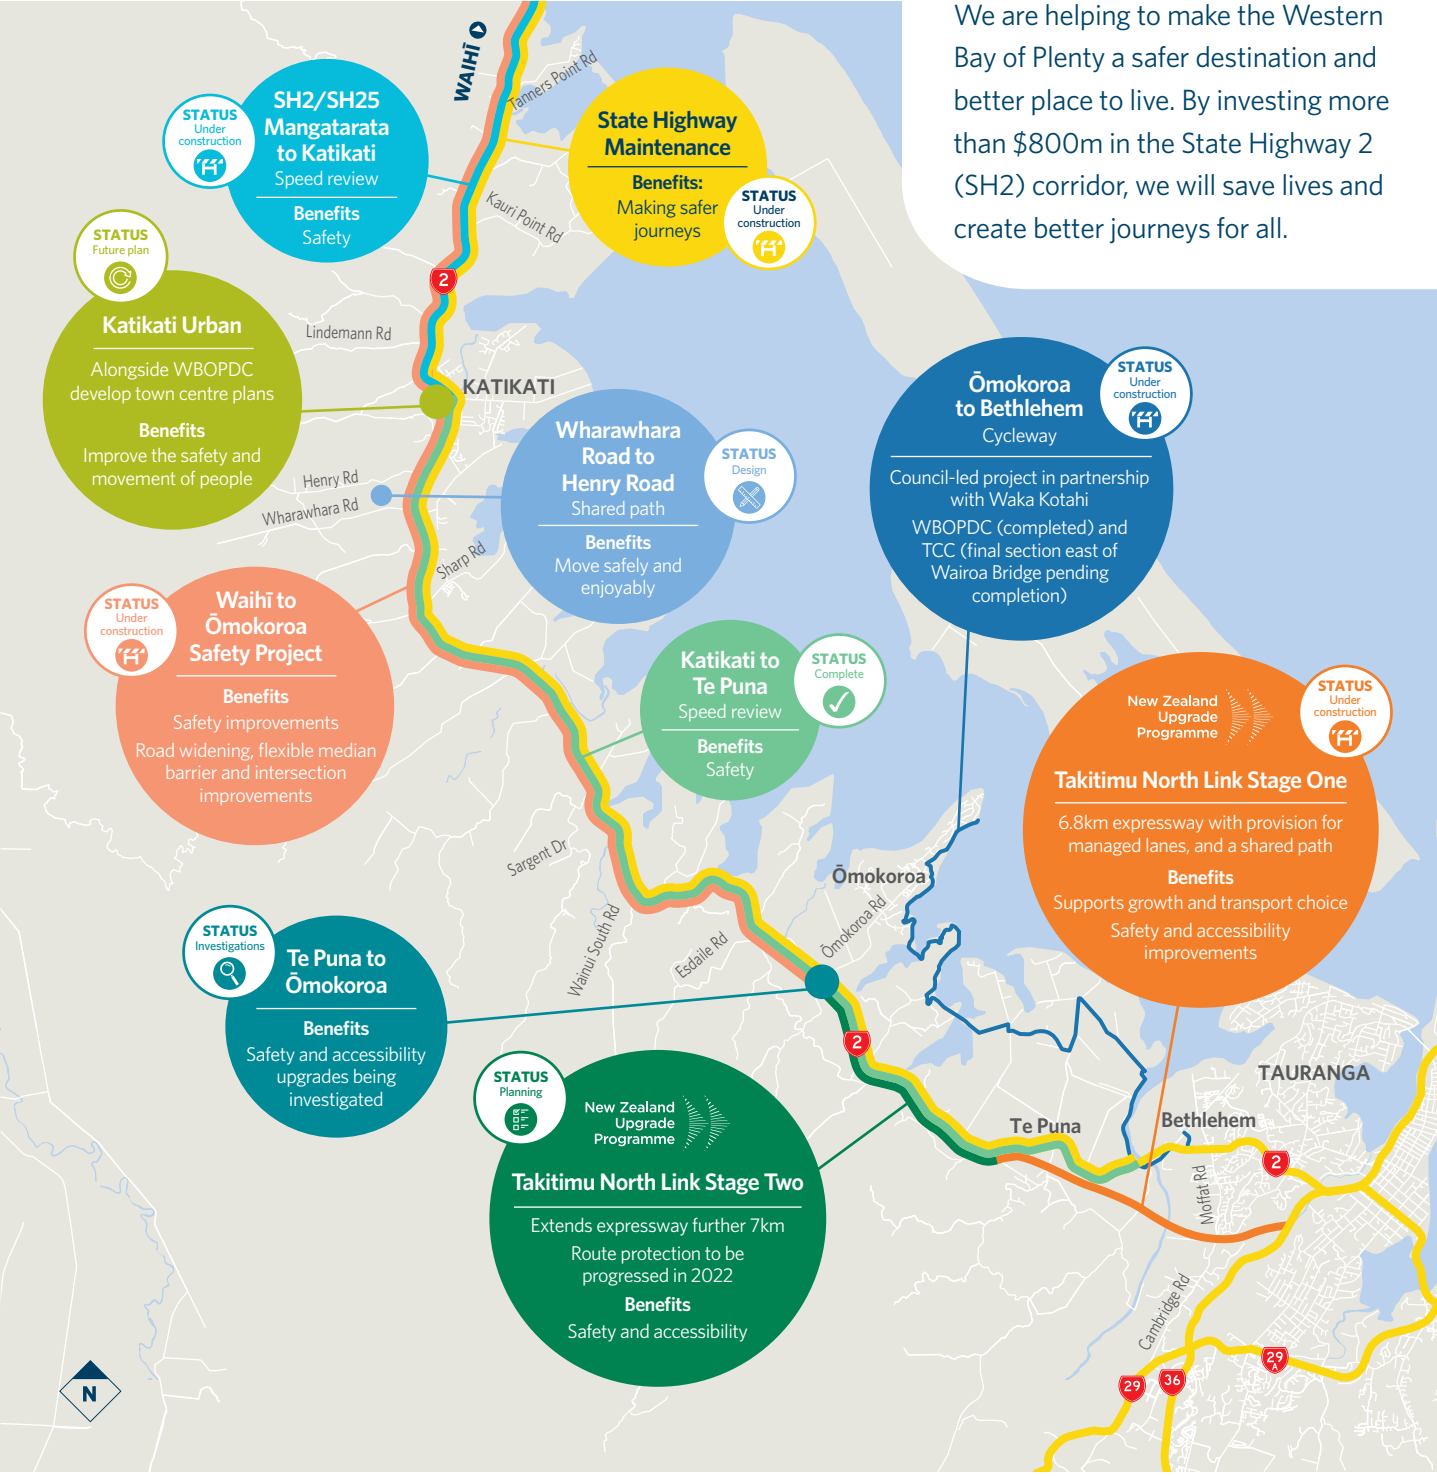 We are helping to make the Western
Bay of Plenty a safer destination and
better place to live. By investing more
than $800m in the State Highway 2
(SH2) corridor, we will save lives and
create better journeys for all.
WAIHĪ
Tanners Point Rd
STATUS
Under
construction
SH2/SH25
Mangatarata
to Katikati
Speed review
Benefits
Safety
State Highway
Maintenance
Benefits:
Making safer
journeys
STATUS
Under
construction
Kauri Point Rd
2
STATUS
Future plan
Katikati Urban
Alongside WBOPDC
develop town centre plans
Benefits
Improve the safety and
movement of people
Lindemann Rd
KATIKATI
Henry Rd
Wharawhara Rd
Sharp Rd
Wharawhara
Road to
Henry Road
Shared path
Benefits
Move safely and
enjoyably
STATUS
Design
Ōmokoroa
to Bethlehem
Cycleway
Council-led project in partnership
with Waka Kotahi
WBOPDC (completed) and
TCC (final section east of
Wairoa Bridge pending
completion)
STATUS
Under
construction
STATUS
Under
construction
Waihī to
Ōmokoroa
Safety Project
Benefits
Safety improvements
Road widening, flexible median
barrier and intersection
improvements
Katikati to
Te Puna
Speed review
Benefits
Safety
STATUS
Complete
New Zealand
Upgrade
Programme
STATUS
Under
construction
Takitimu North Link Stage One
6.8km expressway with provision for
managed lanes, and a shared path
Benefits
Supports growth and transport choice
Safety and accessibility
improvements
Sargent Dr
Wainui South Rd
Esdaile Rd
Ōmokoroa
Ōmokoroa Rd
STATUS
Investigations
Te Puna to
Ōmokoroa
Benefits
Safety and accessibility
upgrades being
investigated
2
STATUS
Planning
New Zealand
Upgrade
Programme
Takitimu North Link Stage Two
Extends expressway further 7km
Route protection to be
progressed in 2022
Benefits
Safety and accessibility
TAURANGA
Te Puna
Bethlehem
2
Moffat Rd
Cambridge Rd
29
36
29
A
N